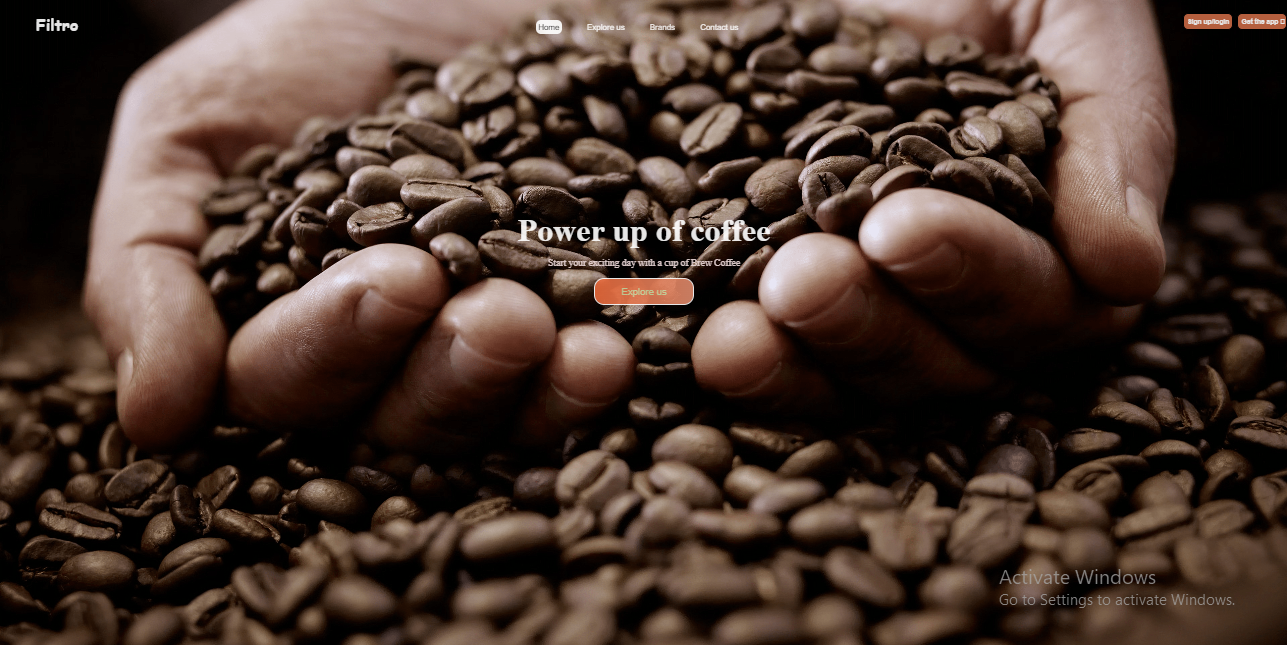 Filtro
Home Explore us Brands Contact us
Sign up/login Get the app
Power up of coffee
Start your exciting day with a cup of Brew Coffee
Explore us
Activate Windows
Go to Settings to activate Windows.